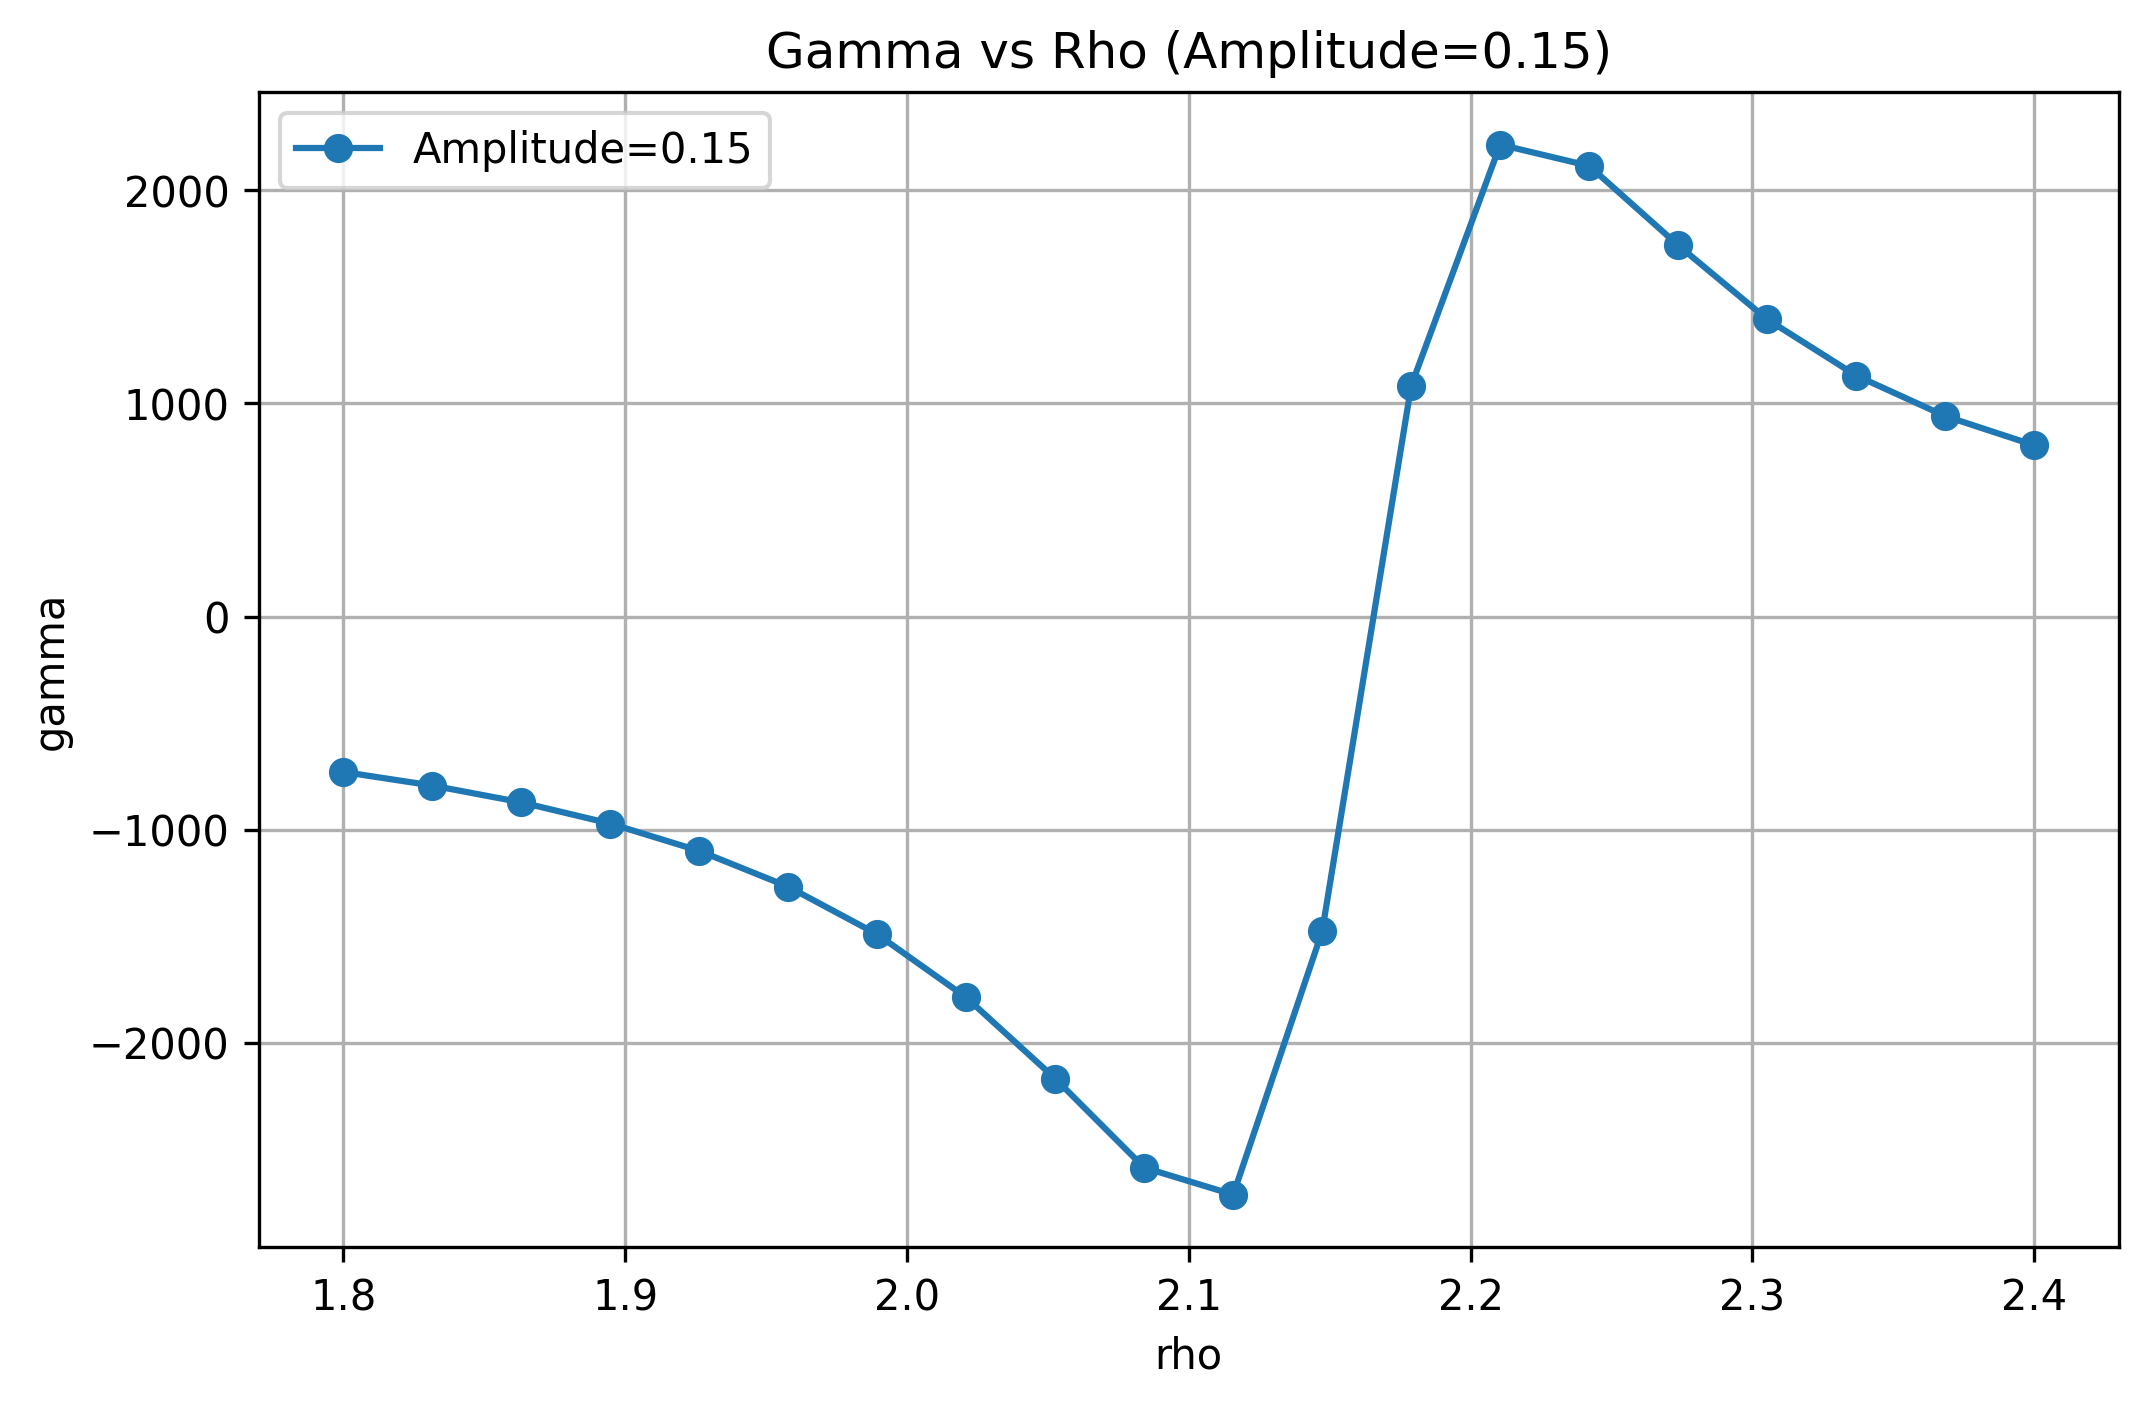 Gamma vs Rho (Amplitude=0.15)
Amplitude=0.15
2000
1000
0
−1000
−2000
gamma
1.8 1.9 2.0 2.1 2.2 2.3 2.4
rho